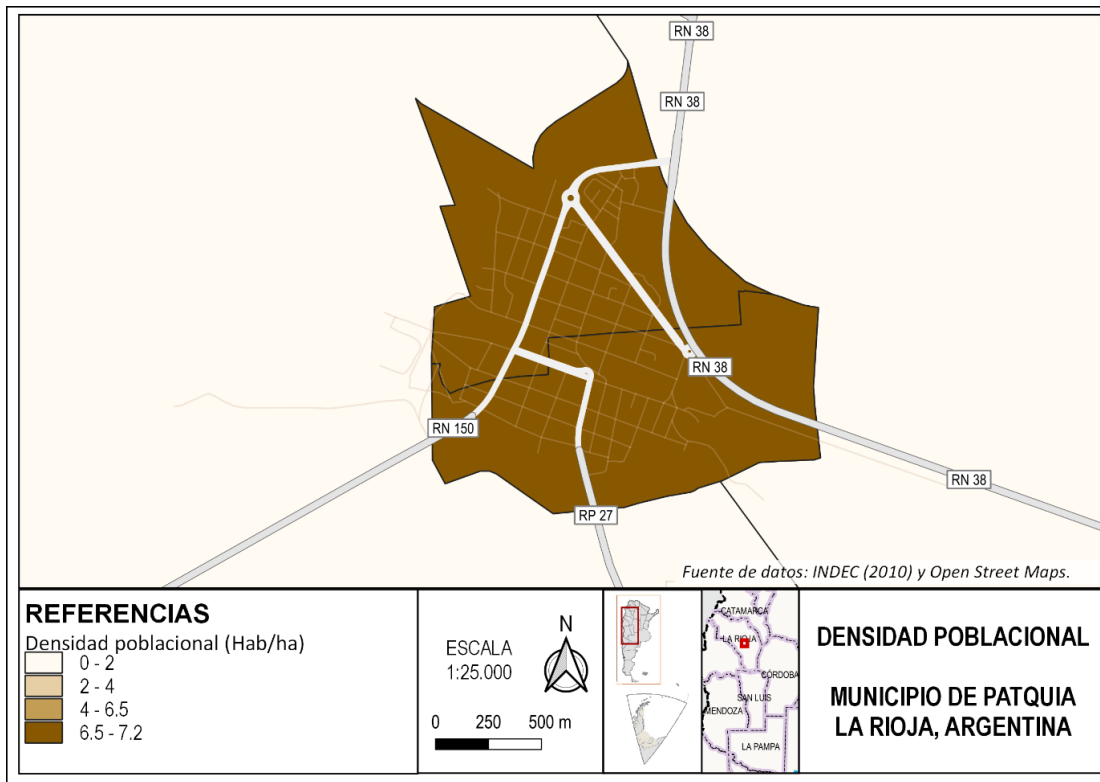 RN 38
RN 38
RN 38
RN 150
RN 38
RP 27
Fuente de datos: INDEC (2010) y Open Street Maps.
REFERENCIAS
Densidad poblacional (Hab/ha)
0 - 2
2 - 4
4 - 6.5
6.5 - 7.2
ESCALA
1:25.000
N
0 250 500 m
CATAMARCA
LA RIOJA
CÓRDOBA
SAN LUIS
MENDOZA
LA PAMPA
DENSIDAD POBLACIONAL
MUNICIPIO DE PATQUIA
LA RIOJA, ARGENTINA